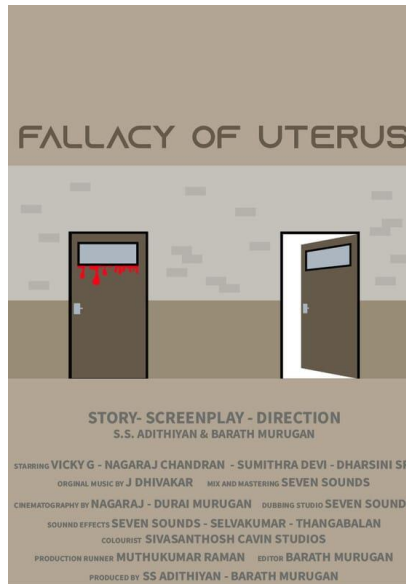 FALLACY OF UTERUS
STORY- SCREENPLAY - DIRECTION
S.S. ADITHIYAN & BARATH MURUGAN
STARRING VICKY G - NAGARAJ CHANDRAN - SUMITHRA DEVI - DHARSINI
ORGINAL MUSIC BY J DHIVAKAR MIX AND MASTERING SEVEN SOUNDS
CINEMATOGRAPHY BY NAGARAJ - DURAI MURUGAN DUBBING STUDIO SEVEN SOUND
SOUNND EFFECTS SEVEN SOUNDS - SELVAKUMAR - THANGABALAN
COLOURIST SIVASANTHOSH CAVIN STUDIOS
PRODUCTION RUNNER MUTHUKUMAR RAMAN EDITOR BARATH MURUGAN
PRODUCED BY SS ADITHIYAN - BARATH MURUGAN